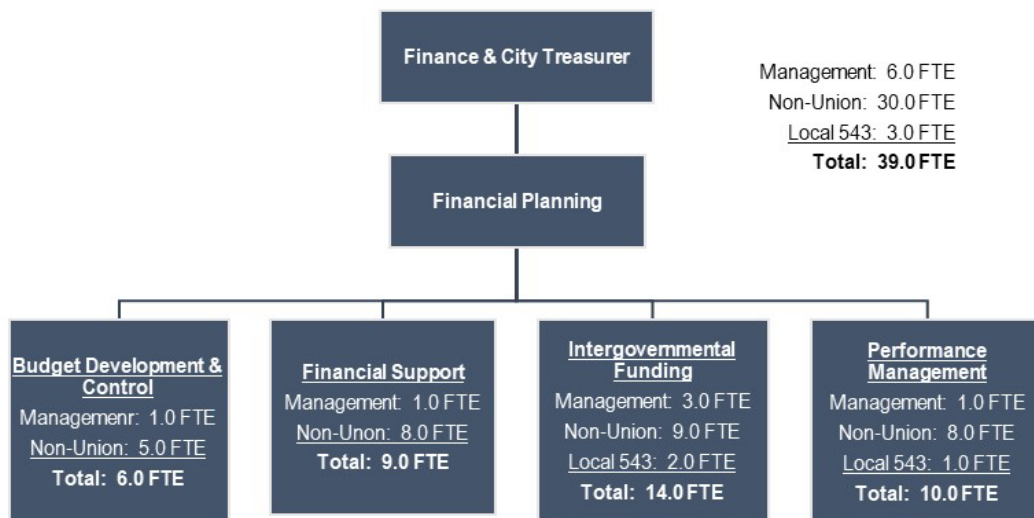 Finance & City Treasurer
Management: 6.0 FTE
Non-Union: 30.0 FTE
Local 543: 3.0 FTE
Total: 39.0 FTE
Financial Planning
Budget Development &
Control
Managemenr: 1.0 FTE
Non-Union: 5.0 FTE
Total: 6.0 FTE
Financial Support
Management: 1.0 FTE
Non-Unon: 8.0 FTE
Total: 9.0 FTE
Intergovernmental
Funding
Management: 3.0 FTE
Non-Union: 9.0 FTE
Local 543: 2.0 FTE
Total: 14.0 FTE
Performance
Management
Management: 1.0 FTE
Non-Union: 8.0 FTE
Local 543: 1.0 FTE
Total: 10.0 FTE